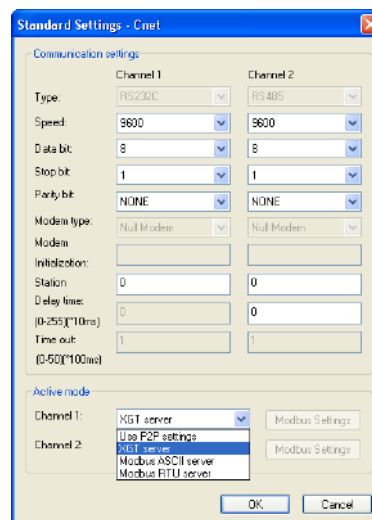 Standard Settings - Cnet
Communication settings
Channel 1 Channel 2
Type: RS232C RS485
Speed: 9600 9600
Data bit: 8 8
Stop bit: 1 1
Parity bit: NONE NONE
Modem type: Null Modem Null Modem
Modem
Initialization:
Station 0 0
Delay time: 0 0
(0-255)(*10ms)
Time out: 1 1
(0-50)(*100ms)
Active mode
Channel 1: XGT server Modbus Settings
Use P2P settings
XGT server
Modbus ASCII server
Modbus RTU server
Channel 2: Modbus Settings
OK Cancel